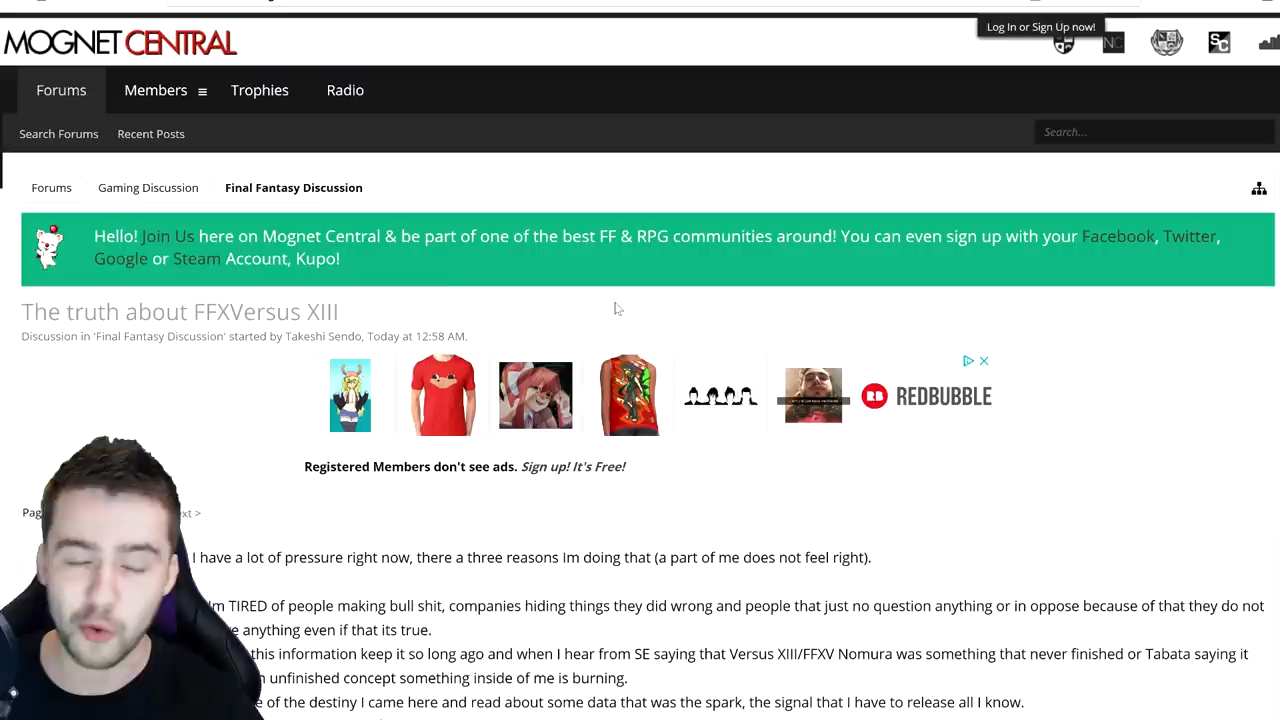 MOGNET CENTRAL
Log In or Sign Up now!
NC
SC
Forums Members Trophies Radio
Search Forums Recent Posts
Search...
Forums Gaming Discussion Final Fantasy Discussion
Hello! Join Us here on Mognet Central & be part of one of the best FF & RPG communities around! You can even sign up with your Facebook, Twitter,
Google or Steam Account, Kupo!
The truth about FFXVersus XIII
Discussion in 'Final Fantasy Discussion' started by Takeshi Sendo, Today at 12:58 AM.
RB REDBUBBLE
Registered Members don't see ads. Sign up! It's Free!
Pag ext >
I have a lot of pressure right now, there a three reasons Im doing that (a part of me does not feel right).
Im TIRED of people making bull shit, companies hiding things they did wrong and people that just no question anything or in oppose because of that they do not
e anything even if that its true.
this information keep it so long ago and when I hear from SE saying that Versus XIII/FFXV Nomura was something that never finished or Tabata saying it
n unfinished concept something inside of me is burning.
e of the destiny I came here and read about some data that was the spark, the signal that I have to release all I know.